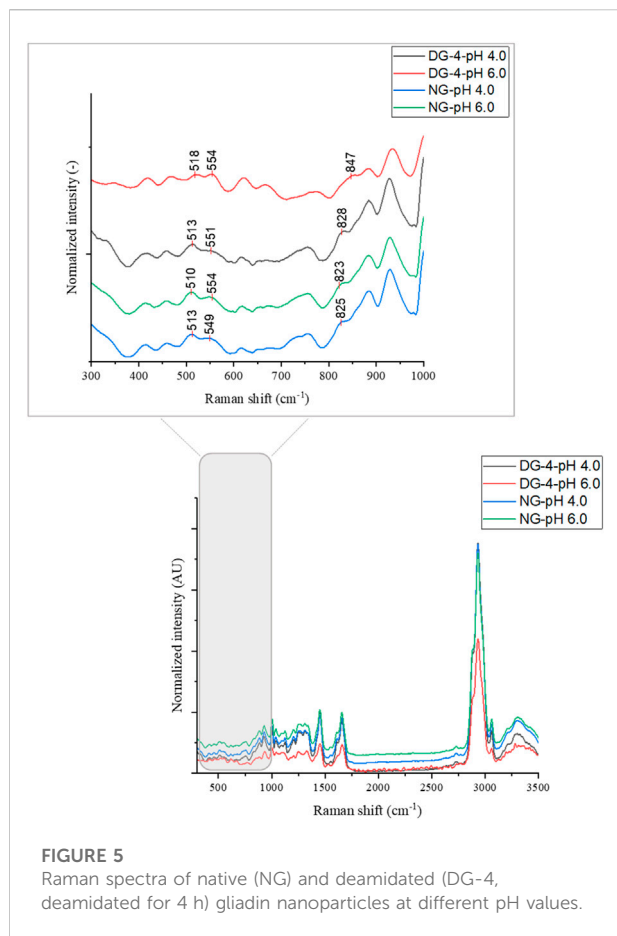 DG-4-pH 4.0
DG-4-pH 6.0
NG-pH 4.0
NG-pH 6.0
Normalized intensity (-)
518
554
847
513
551
828
510
554
823
513
549
825
300 400 500 600 700 800 900 1000
Raman shift (cm⁻¹)
DG-4-pH 4.0
DG-4-pH 6.0
NG-pH 4.0
NG-pH 6.0
Normalized intensity (AU)
500 1000 1500 2000 2500 3000 3500
Raman shift (cm⁻¹)
FIGURE 5
Raman spectra of native (NG) and deamidated (DG-4,
deamidated for 4 h) gliadin nanoparticles at different pH values.